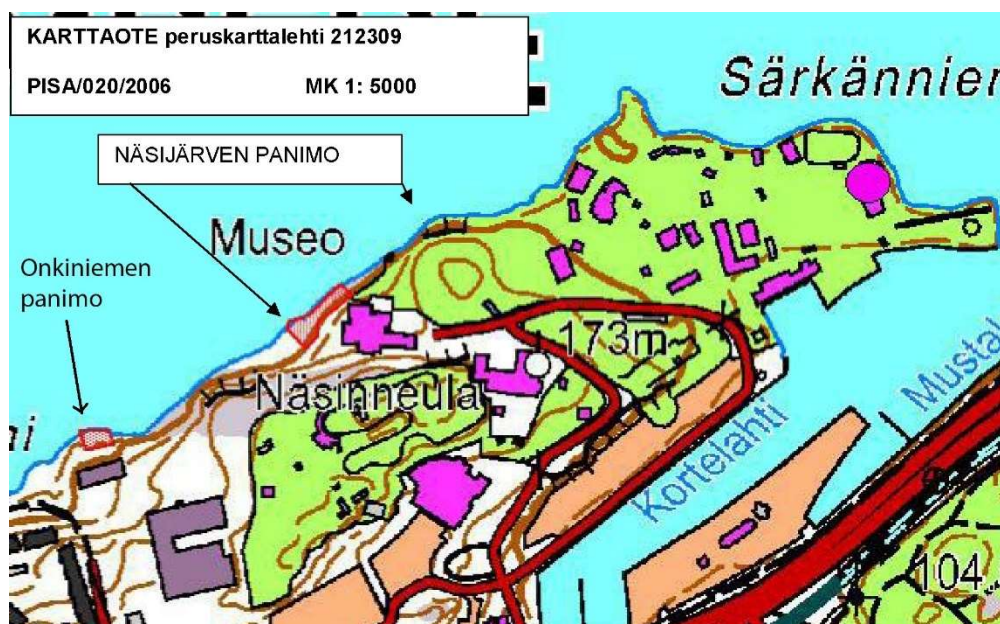 KARTTAOTE peruskarttalehti 212309
PISA/020/2006 MK 1: 5000
Särkännien
NÄSIJÄRVEN PANIMO
Museo
Onkiniemen
panimo
173m
Näsinneula
Kortelahti
Mustal
104